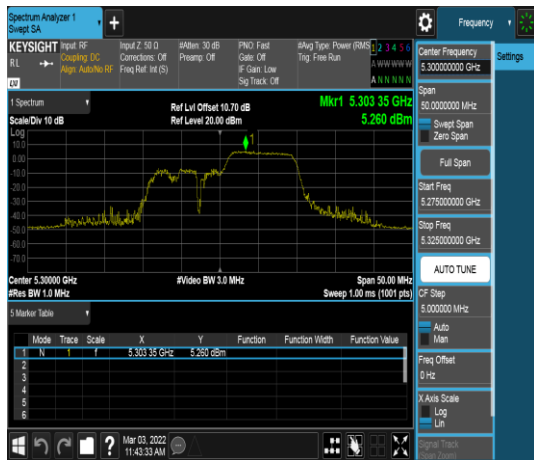 Spectrum Analyzer 1
Swept SA
+
Frequency
KEYSIGHT
RL
LXI
Input: RF
Coupling: DC
Align: Auto/No RF
Input Z: 50 Ω
Corrections: Off
Freq Ref: Int (S)
#Atten: 30 dB
Preamp: Off
PNO: Fast
Gate: Off
IF Gain: Low
Sig Track: Off
#Avg Type: Power (RMS)
Trig: Free Run
1 2 3 4 5 6
A W W W W W
A N N N N N
Center Frequency
5.300000000 GHz
Settings
Span
50.0000000 MHz
Swept Span
Zero Span
Full Span
Start Freq
5.275000000 GHz
Stop Freq
5.325000000 GHz
AUTO TUNE
CF Step
5.000000 MHz
Auto
Man
Freq Offset
0 Hz
X Axis Scale
Log
Lin
Signal Track
(Span Zoom)
1 Spectrum
Scale/Div 10 dB
Ref Lvl Offset 10.70 dB
Ref Level 20.00 dBm
Mkr1 5.303 35 GHz
5.260 dBm
Log
10.0
0.00
-10.0
-20.0
-30.0
-40.0
-50.0
-60.0
-70.0
1
Center 5.30000 GHz
#Res BW 1.0 MHz
#Video BW 3.0 MHz
Span 50.00 MHz
Sweep 1.00 ms (1001 pts)
5 Marker Table
Mode Trace Scale X Y Function Function Width Function Value
1 N 1 f 5.303 35 GHz 5.260 dBm
2
3
4
5
6
?
Mar 03, 2022
11:43:33 AM